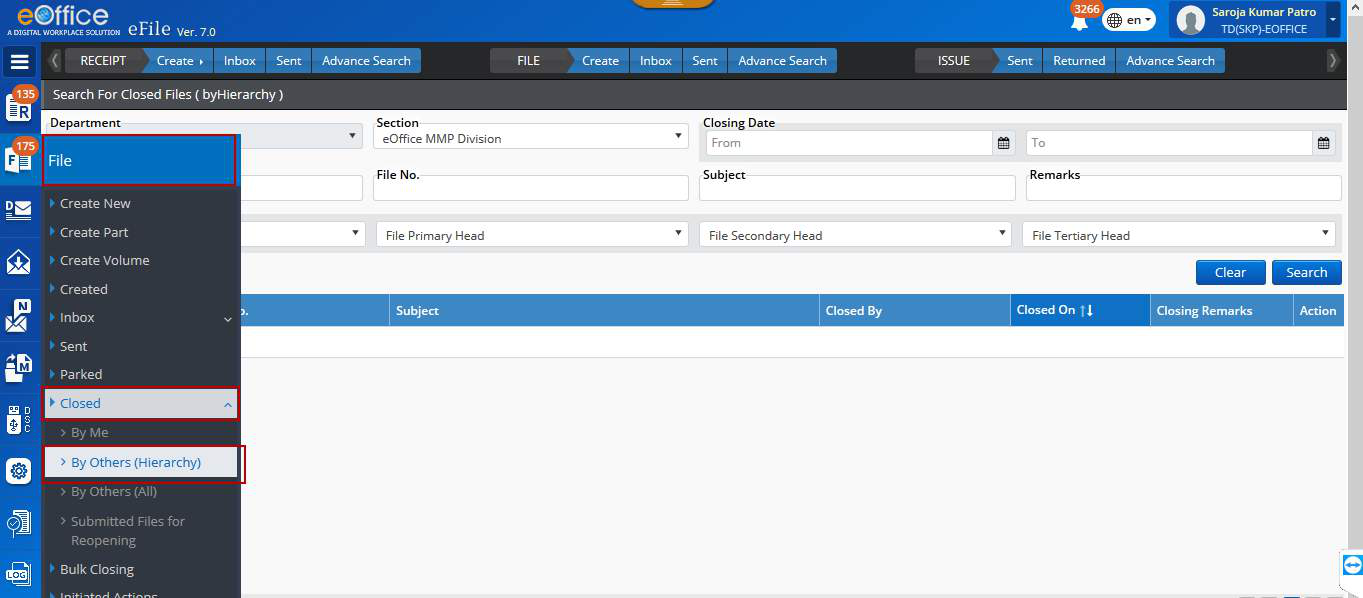 eOffice
A DIGITAL WORKPLACE SOLUTION
eFile Ver. 7.0
3266
en
Saroja Kumar Patro
TD(SKP)-EOFFICE
RECEIPT Create Inbox Sent Advance Search
FILE Create Inbox Sent Advance Search
ISSUE Sent Returned Advance Search
135
R
Search For Closed Files ( byHierarchy )
Department
Section
eOffice MMP Division
Closing Date
From
To
175
F
File
File No.
Subject
Remarks
File Primary Head
File Secondary Head
File Tertiary Head
Clear
Search
Subject
Closed By
Closed On
Closing Remarks
Action
Create New
Create Part
Create Volume
Created
Inbox
Sent
Parked
Closed
By Me
By Others (Hierarchy)
By Others (All)
Submitted Files for
Reopening
Bulk Closing
Initiated Actions
D
N
M
DSC
LOG